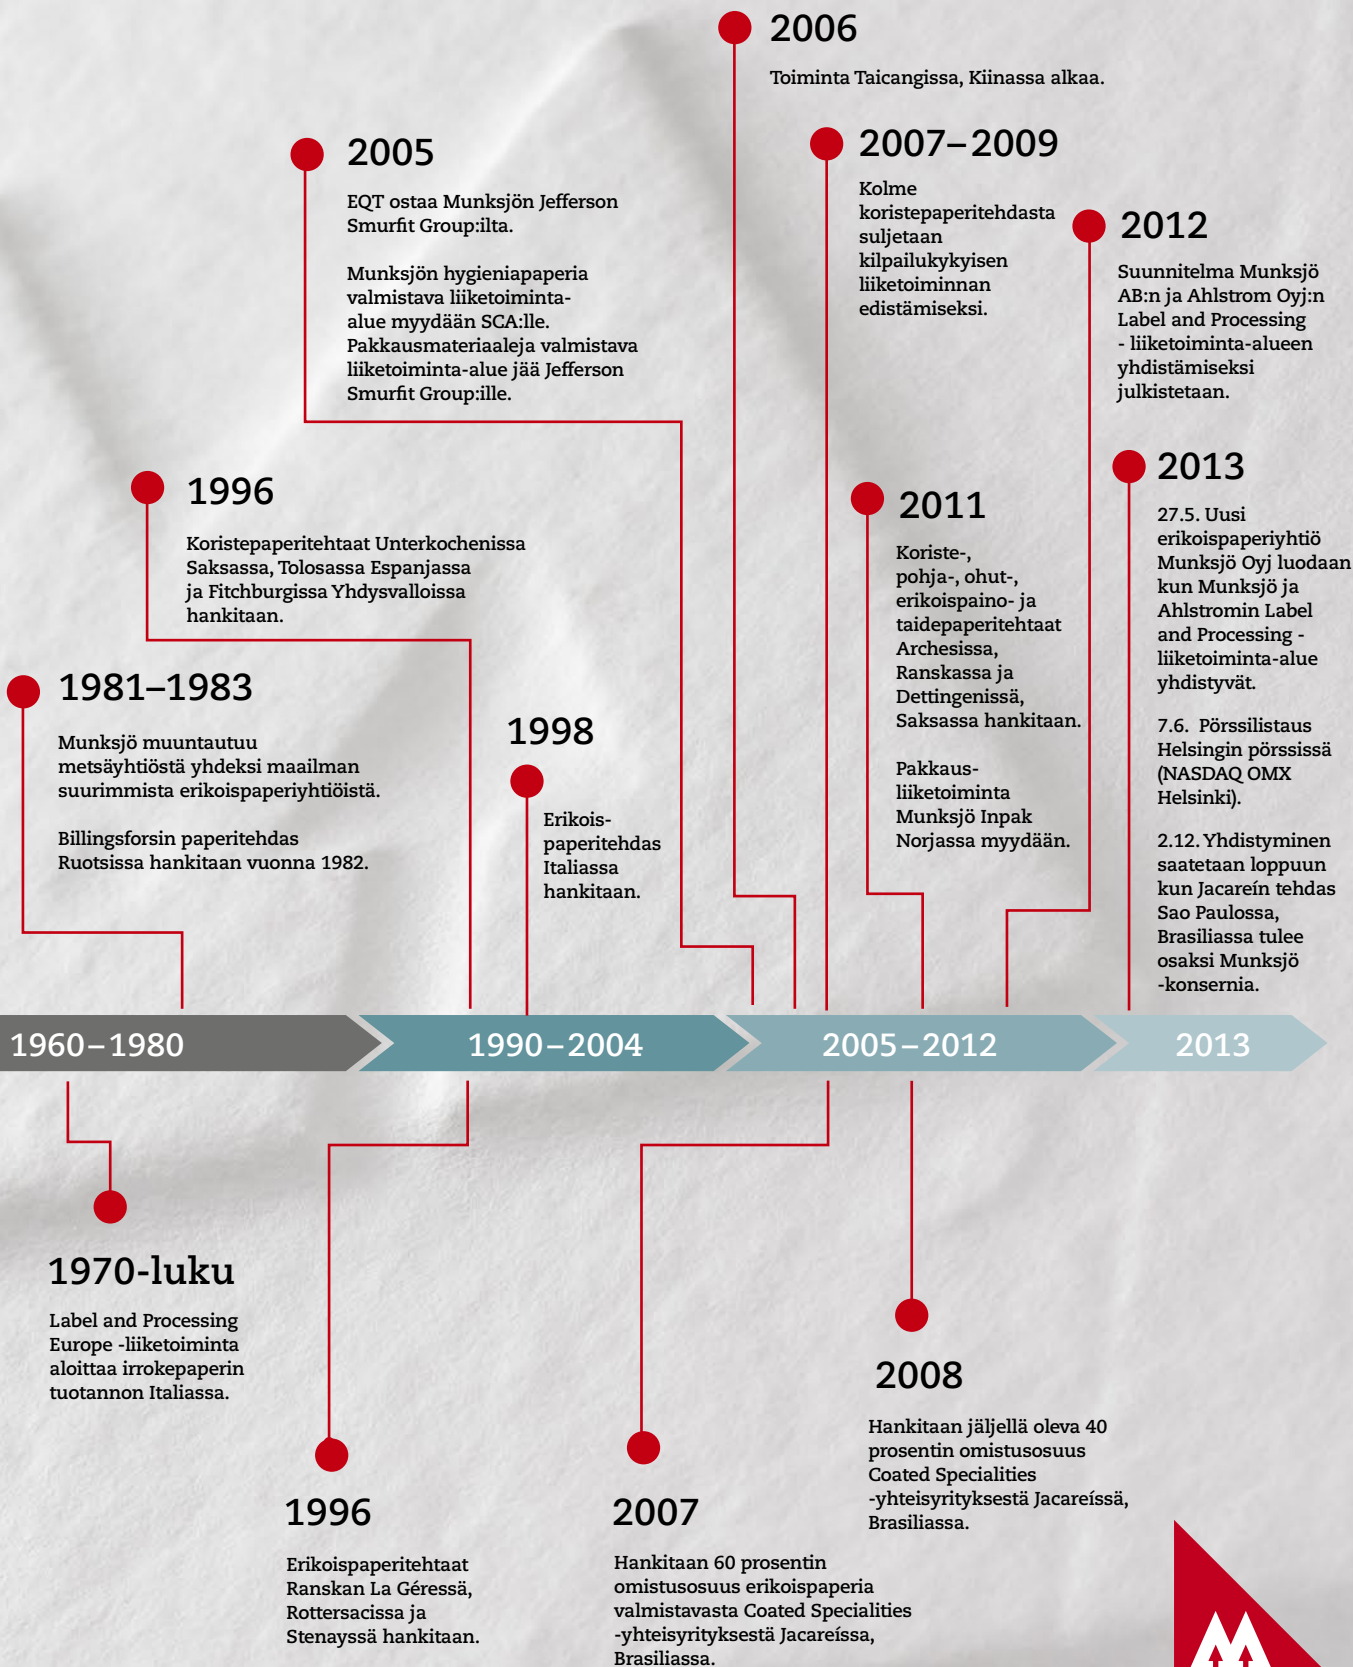 2006
Toiminta Taicangissa, Kiinassa alkaa.
2005
EQT ostaa Munksjön Jefferson
Smurfit Group:ilta.
Munksjön hygieniapaperia
valmistava liiketoiminta-
alue myydään SCA:lle.
Pakkausmateriaaleja valmistava
liiketoiminta-alue jää Jefferson
Smurfit Group:ille.
2007–2009
Kolme
koristepaperitehdasta
suljetaan
kilpailukykyisen
liiketoiminnan
edistämiseksi.
2012
Suunnitelma Munksjö
AB:n ja Ahlstrom Oyj:n
Label and Processing
- liiketoiminta-alueen
yhdistämiseksi
julkistetaan.
1996
Koristepaperitehtaat Unterkochenissa
Saksassa, Tolosassa Espanjassa
ja Fitchburgissa Yhdysvalloissa
hankitaan.
2011
Koriste-,
pohja-, ohut-,
erikoispaino- ja
taidepaperitehtaat
Archesissa,
Ranskassa ja
Dettingenissä,
Saksassa hankitaan.
Pakkaus-
liiketoiminta
Munksjö Inpak
Norjassa myydään.
2013
27.5. Uusi
erikoispaperiyhtiö
Munksjö Oyj luodaan
kun Munksjö ja
Ahlstromin Label
and Processing -
liiketoiminta-alue
yhdistyvät.
7.6. Pörssilistaus
Helsingin pörssissä
(NASDAQ OMX
Helsinki).
2.12. Yhdistyminen
saatetaan loppuun
kun Jacareín tehdas
Sao Paulossa,
Brasiliassa tulee
osaksi Munksjö
-konsernia.
1981–1983
Munksjö muuntautuu
metsäyhtiöstä yhdeksi maailman
suurimmista erikoispaperiyhtiöistä.
Billingsforsin paperitehdas
Ruotsissa hankitaan vuonna 1982.
1998
Erikois-
paperitehdas
Italiassa
hankitaan.
1960–1980
1990–2004
2005–2012
2013
1970-luku
Label and Processing
Europe -liiketoiminta
aloittaa irrokepaperin
tuotannon Italiassa.
1996
Erikoispaperitehtaat
Ranskan La Géressä,
Rottersacissa ja
Stenayssä hankitaan.
2007
Hankitaan 60 prosentin
omistusosuus erikoispaperia
valmistavasta Coated Specialities
-yhteisyrityksestä Jacareíssa,
Brasiliassa.
2008
Hankitaan jäljellä oleva 40
prosentin omistusosuus
Coated Specialities
-yhteisyrityksestä Jacareíssä,
Brasiliassa.